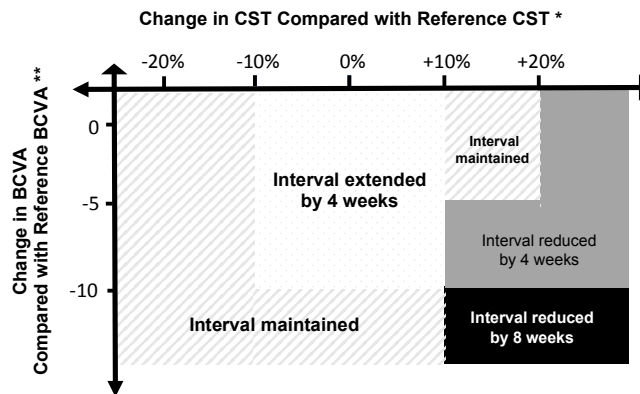 Change in CST Compared with Reference CST *
-20% -10% 0% +10% +20%
Change in BCVA
Compared with Reference BCVA **
0
-5
-10
Interval
maintained
Interval extended
by 4 weeks
Interval reduced
by 4 weeks
Interval maintained
Interval reduced
by 8 weeks